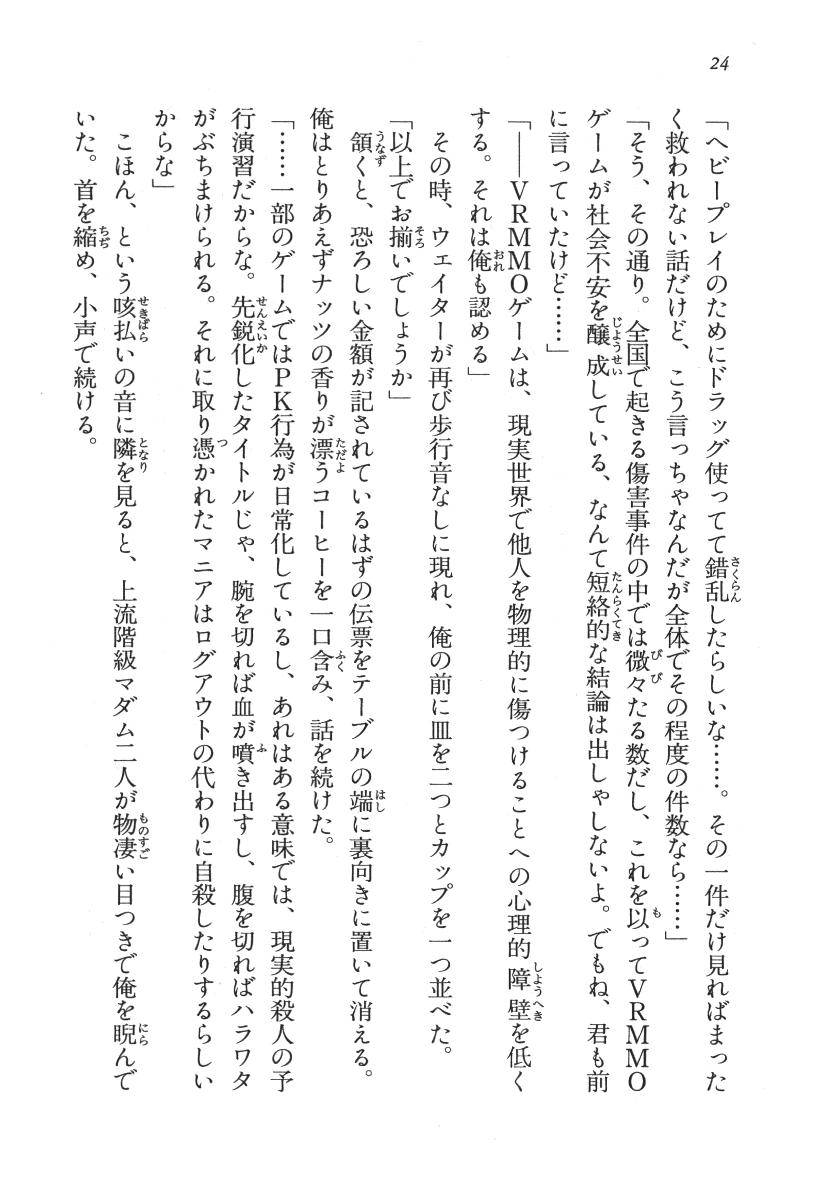 24
「ヘビープレイのためにドラッグ使ってて錯乱したらしいな……。その一件だけ見ればまった
く救われない話だけど、こう言っちゃなんだが全体でその程度の件数なら……」
「そう、その通り。全国で起きる傷害事件の中では微々たる数だし、これを以ってVRMMO
ゲームが社会不安を醸成している、なんて短絡的な結論は出しゃしないよ。でもね、君も前
に言っていたけど……」
「――VRMMOゲームは、現実世界で他人を物理的に傷つけることへの心理的障壁を低く
する。それは俺も認める」
その時、ウェイターが再び歩行音なしに現れ、俺の前に皿を二つとカップを一つ並べた。
「以上でお揃いでしょうか」
頷くと、恐ろしい金額が記されているはずの伝票をテーブルの端に裏向きに置いて消える。
俺はとりあえずナッツの香りが漂うコーヒーを一口含み、話を続けた。
「……一部のゲームではPK行為が日常化しているし、あれはある意味では、現実的殺人の予
行演習だからな。先鋭化したタイトルじゃ、腕を切れば血が噴き出すし、腹を切ればハラワタ
がぶちまけられる。それに取り憑かれたマニアはログアウトの代わりに自殺したりするらしい
からな」
こほん、という咳払いの音に隣を見ると、上流階級マダム二人が物凄い目つきで俺を睨んで
いた。首を縮め、小声で続ける。